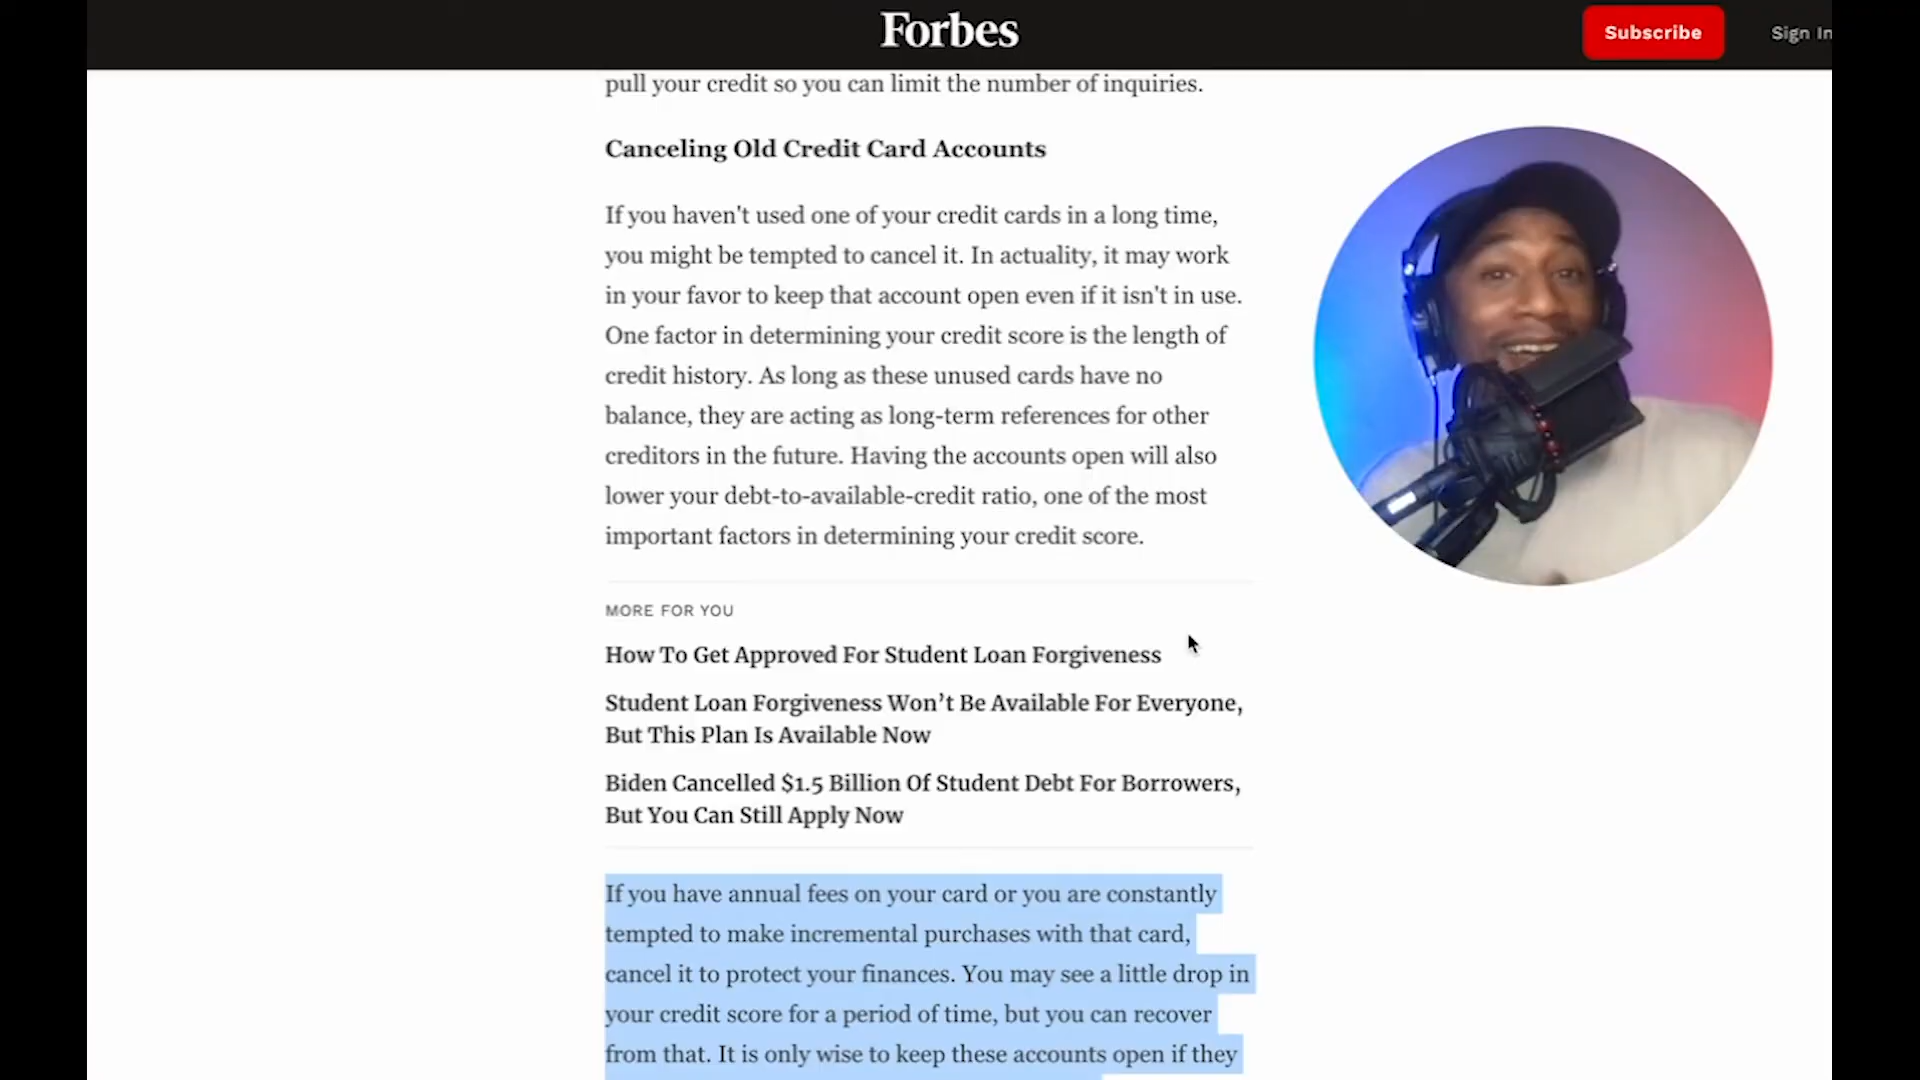 Forbes
Subscribe
Sign In
pull your credit so you can limit the number of inquiries.
Canceling Old Credit Card Accounts
If you haven't used one of your credit cards in a long time,
you might be tempted to cancel it. In actuality, it may work
in your favor to keep that account open even if it isn't in use.
One factor in determining your credit score is the length of
credit history. As long as these unused cards have no
balance, they are acting as long-term references for other
creditors in the future. Having the accounts open will also
lower your debt-to-available-credit ratio, one of the most
important factors in determining your credit score.
MORE FOR YOU
How To Get Approved For Student Loan Forgiveness
Student Loan Forgiveness Won’t Be Available For Everyone,
But This Plan Is Available Now
Biden Cancelled $1.5 Billion Of Student Debt For Borrowers,
But You Can Still Apply Now
If you have annual fees on your card or you are constantly
tempted to make incremental purchases with that card,
cancel it to protect your finances. You may see a little drop in
your credit score for a period of time, but you can recover
from that. It is only wise to keep these accounts open if they